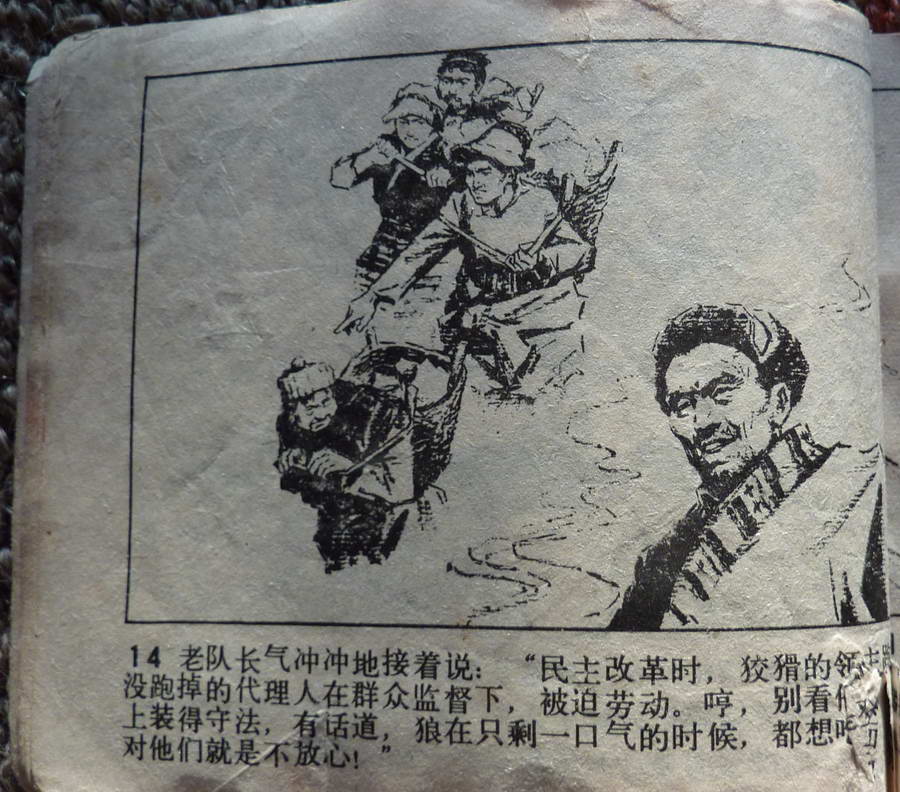 14 老队长气冲冲地接着说：“民主改革时，狡猾的领
没跑掉的代理人在群众监督下，被迫劳动。哼，别看他
上装得守法，有话道，狼在只剩一口气的时候，都想吃
对他们就是不放心！”